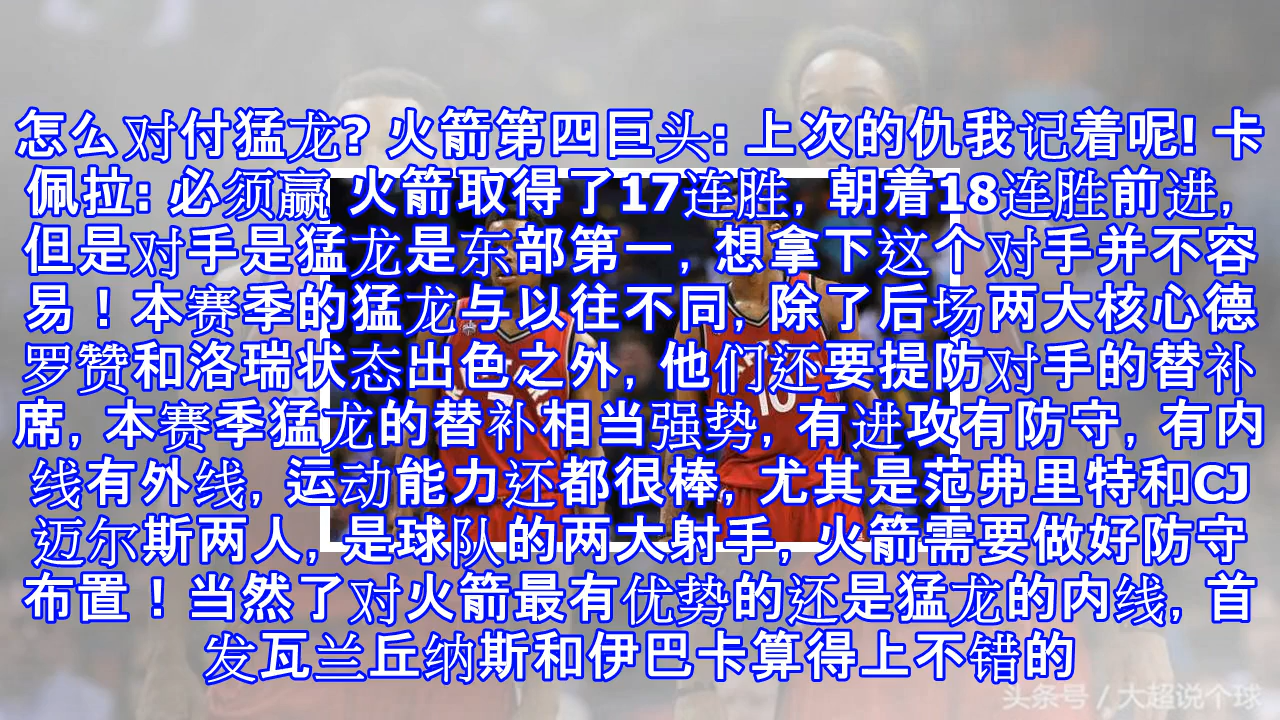 怎么对付猛龙? 火箭第四巨头: 上次的仇我记着呢! 卡
佩拉: 必须赢 火箭取得了17连胜, 朝着18连胜前进,
但是对手是猛龙是东部第一, 想拿下这个对手并不容
易！本赛季的猛龙与以往不同, 除了后场两大核心德
罗赞和洛瑞状态出色之外, 他们还要提防对手的替补
席, 本赛季猛龙的替补相当强势, 有进攻有防守, 有内
线有外线, 运动能力还都很棒, 尤其是范弗里特和CJ
迈尔斯两人, 是球队的两大射手, 火箭需要做好防守
布置！当然了对火箭最有优势的还是猛龙的内线, 首
发瓦兰丘纳斯和伊巴卡算得上不错的
10
头条号 / 大超说个球